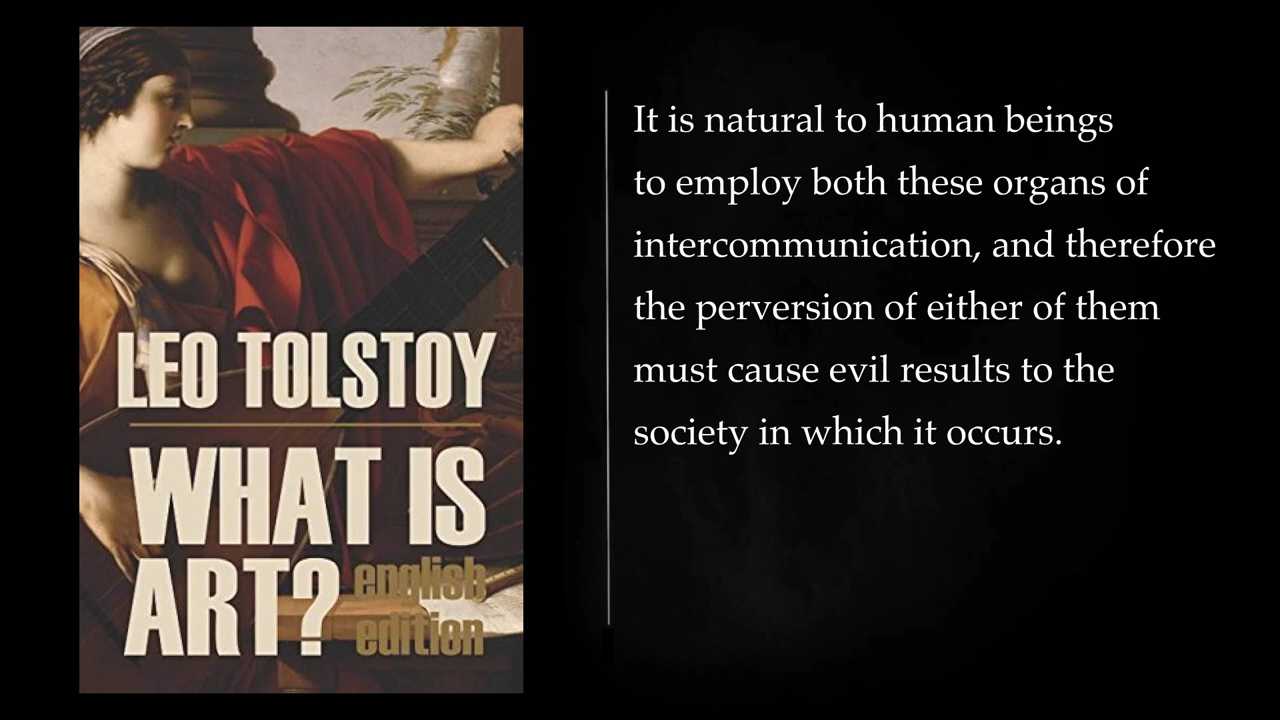 LEO TOLSTOY
WHAT IS
ART?
english
edition
It is natural to human beings
to employ both these organs of
intercommunication, and therefore
the perversion of either of them
must cause evil results to the
society in which it occurs.